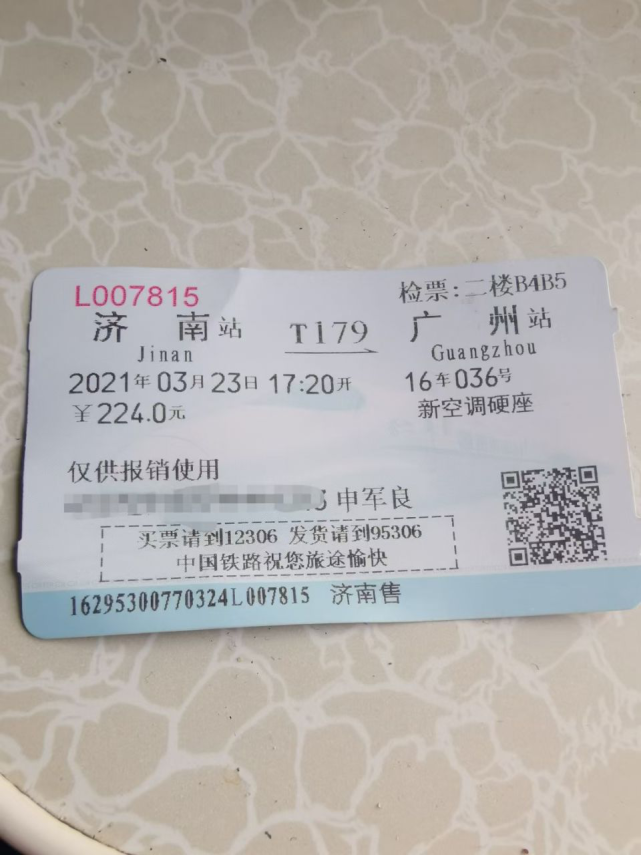 L007815
检票:二楼B4B5
济南站 T179 广州站
Jinan Guangzhou
2021年03月23日 17:20开 16车036号
¥224.0元 新空调硬座
仅供报销使用
申军良
买票请到12306 发货请到95306
中国铁路祝您旅途愉快
16295300770324L007815 济南售